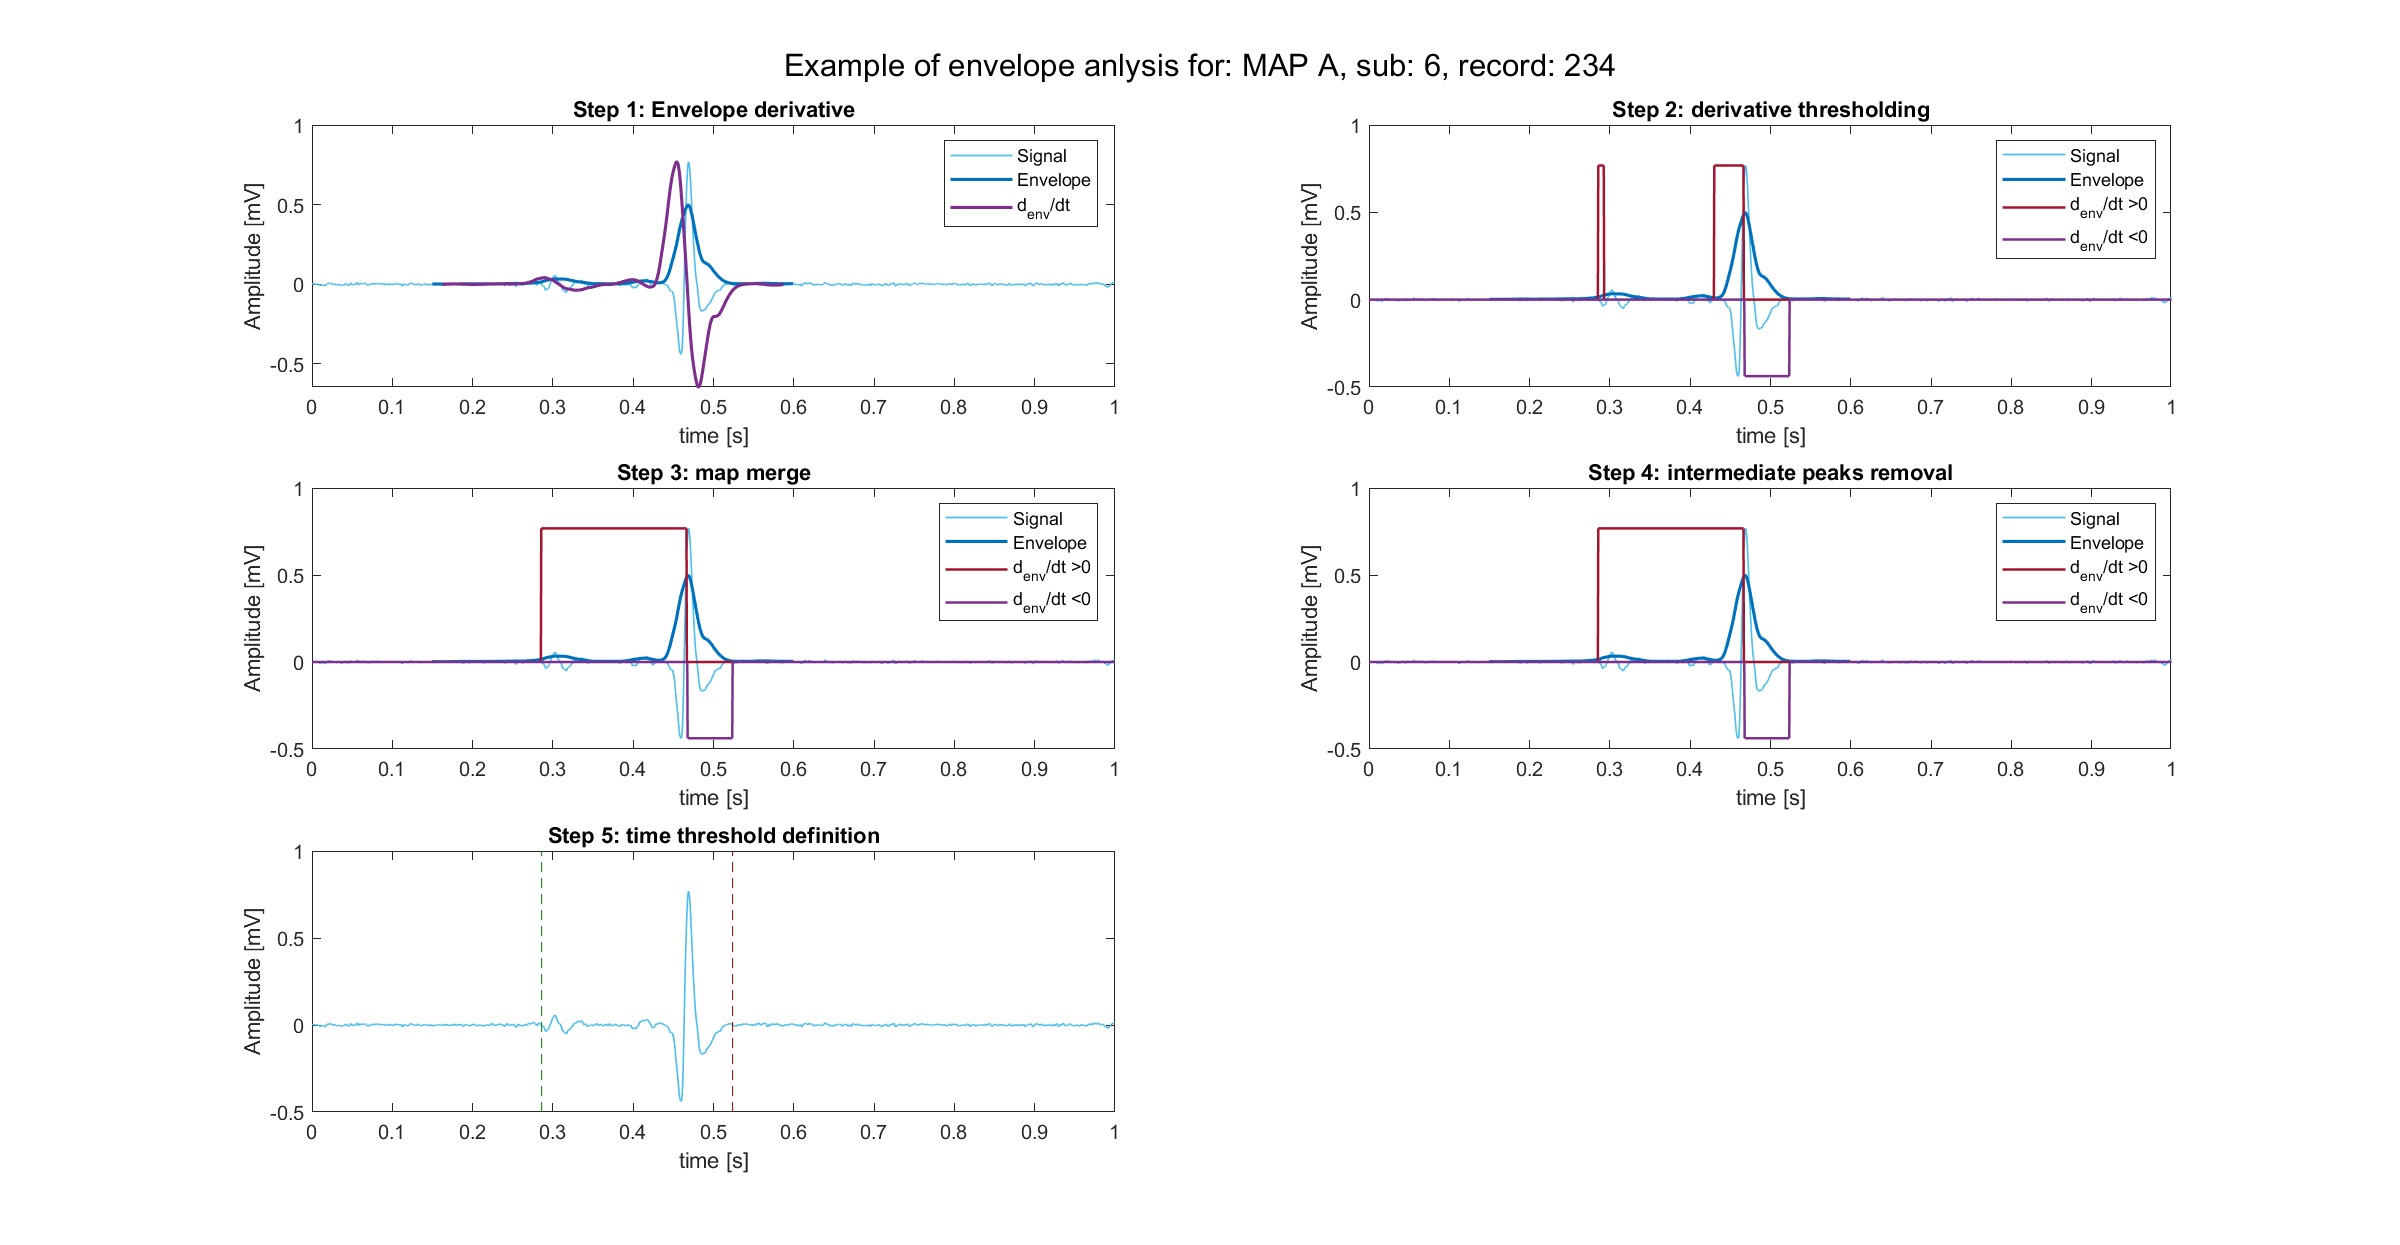 Example of envelope anlysis for: MAP A, sub: 6, record: 234
Step 1: Envelope derivative
Amplitude [mV]
1
0.5
0
-0.5
0 0.1 0.2 0.3 0.4 0.5 0.6 0.7 0.8 0.9 1
time [s]
Signal
Envelope
d_env/dt
Step 2: derivative thresholding
Amplitude [mV]
1
0.5
0
-0.5
0 0.1 0.2 0.3 0.4 0.5 0.6 0.7 0.8 0.9 1
time [s]
Signal
Envelope
d_env/dt >0
d_env/dt <0
Step 3: map merge
Amplitude [mV]
1
0.5
0
-0.5
0 0.1 0.2 0.3 0.4 0.5 0.6 0.7 0.8 0.9 1
time [s]
Signal
Envelope
d_env/dt >0
d_env/dt <0
Step 4: intermediate peaks removal
Amplitude [mV]
1
0.5
0
-0.5
0 0.1 0.2 0.3 0.4 0.5 0.6 0.7 0.8 0.9 1
time [s]
Signal
Envelope
d_env/dt >0
d_env/dt <0
Step 5: time threshold definition
Amplitude [mV]
1
0.5
0
-0.5
0 0.1 0.2 0.3 0.4 0.5 0.6 0.7 0.8 0.9 1
time [s]